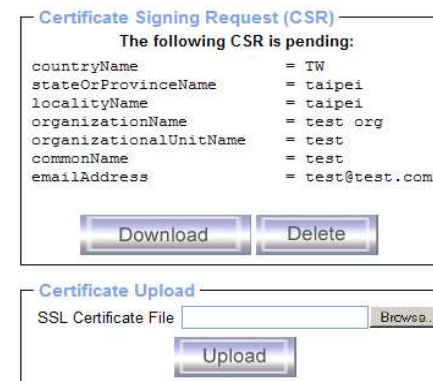 Certificate Signing Request (CSR)
The following CSR is pending:
countryName = TW
stateOrProvinceName = taipei
localityName = taipei
organizationName = test org
organizationalUnitName = test
commonName = test
emailAddress = test@test.com
Download Delete
Certificate Upload
SSL Certificate File Browse..
Upload